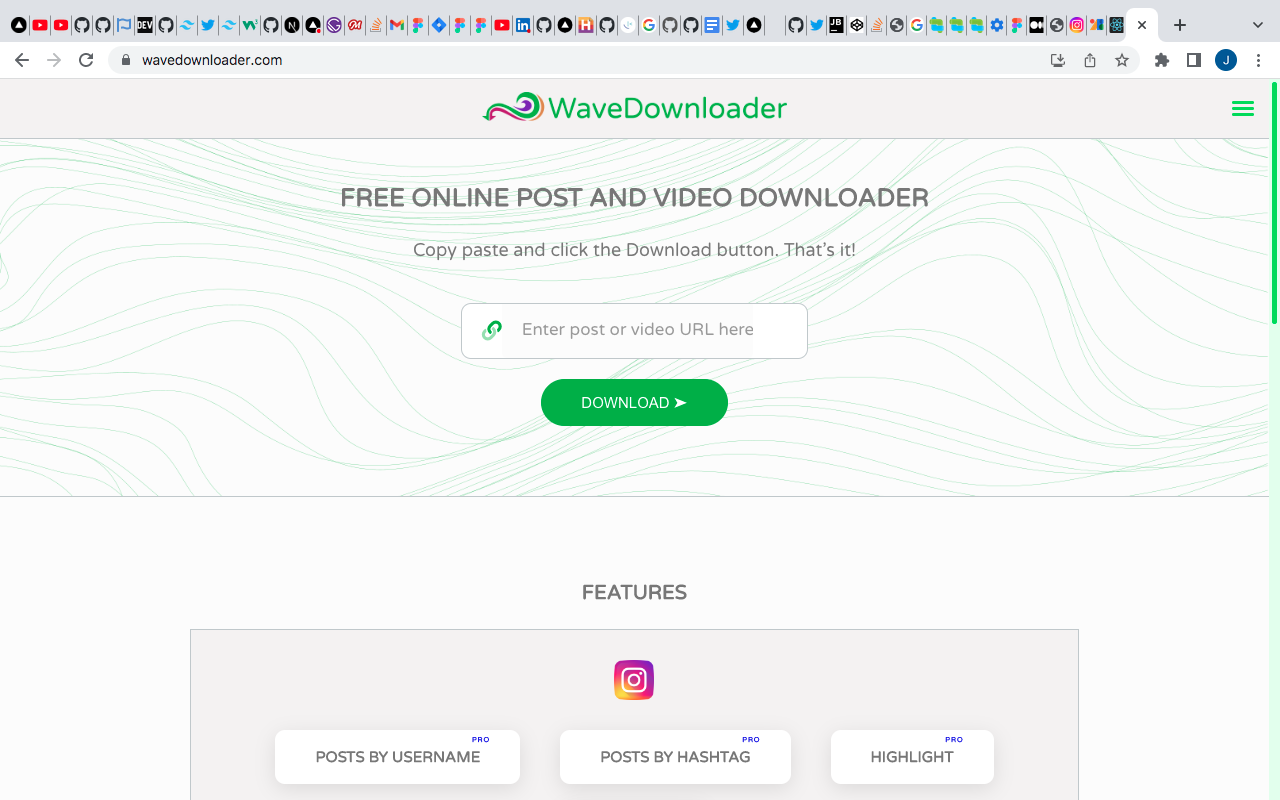 wavedownloader.com
J
WaveDownloader
FREE ONLINE POST AND VIDEO DOWNLOADER
Copy paste and click the Download button. That’s it!
Enter post or video URL here
DOWNLOAD ➤
FEATURES
PRO
POSTS BY USERNAME
PRO
POSTS BY HASHTAG
PRO
HIGHLIGHT